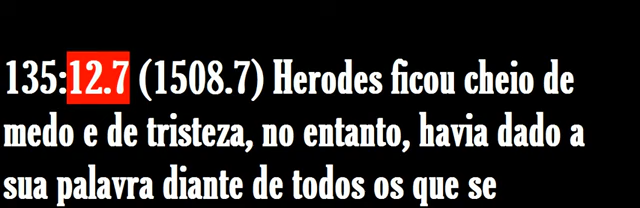 135:12.7 (1508.7) Herodes ficou cheio de
medo e de tristeza, no entanto, havia dado a
sua palavra diante de todos os que se